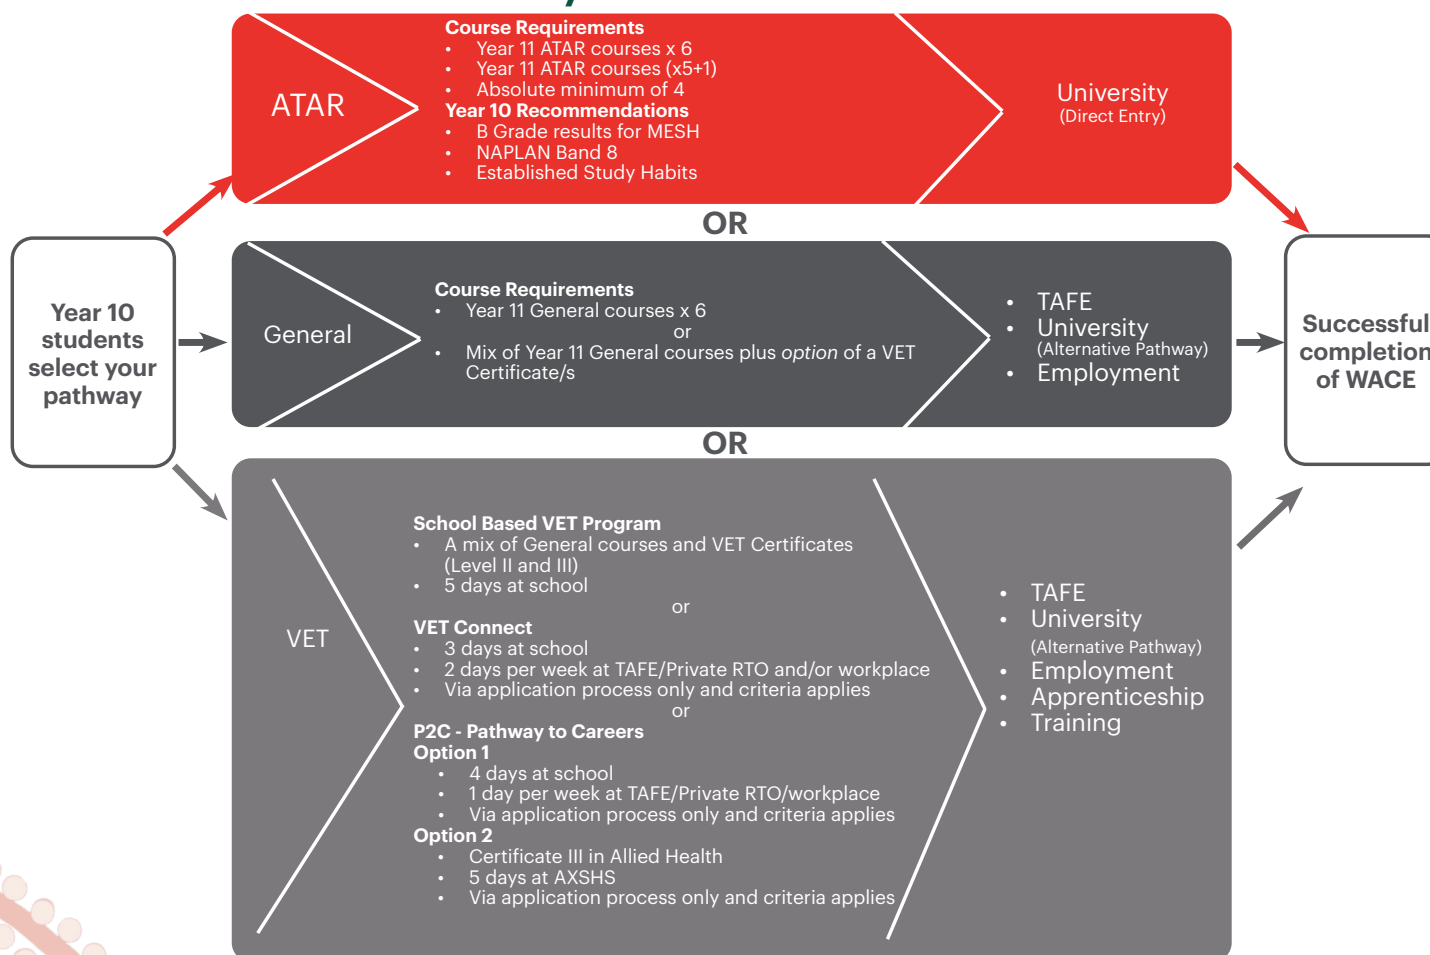 Year 10
students
select your
pathway
ATAR
Course Requirements
• Year 11 ATAR courses x 6
• Year 11 ATAR courses (x5+1)
• Absolute minimum of 4
Year 10 Recommendations
• B Grade results for MESH
• NAPLAN Band 8
• Established Study Habits
University
(Direct Entry)
OR
General
Course Requirements
• Year 11 General courses x 6
or
• Mix of Year 11 General courses plus option of a VET
Certificate/s
• TAFE
• University
(Alternative Pathway)
• Employment
OR
VET
School Based VET Program
• A mix of General courses and VET Certificates
(Level II and III)
• 5 days at school
or
VET Connect
• 3 days at school
• 2 days per week at TAFE/Private RTO and/or workplace
• Via application process only and criteria applies
or
P2C - Pathway to Careers
Option 1
• 4 days at school
• 1 day per week at TAFE/Private RTO/workplace
• Via application process only and criteria applies
Option 2
• Certificate III in Allied Health
• 5 days at AXSHS
• Via application process only and criteria applies
• TAFE
• University
(Alternative Pathway)
• Employment
• Apprenticeship
• Training
Successful
completion
of WACE